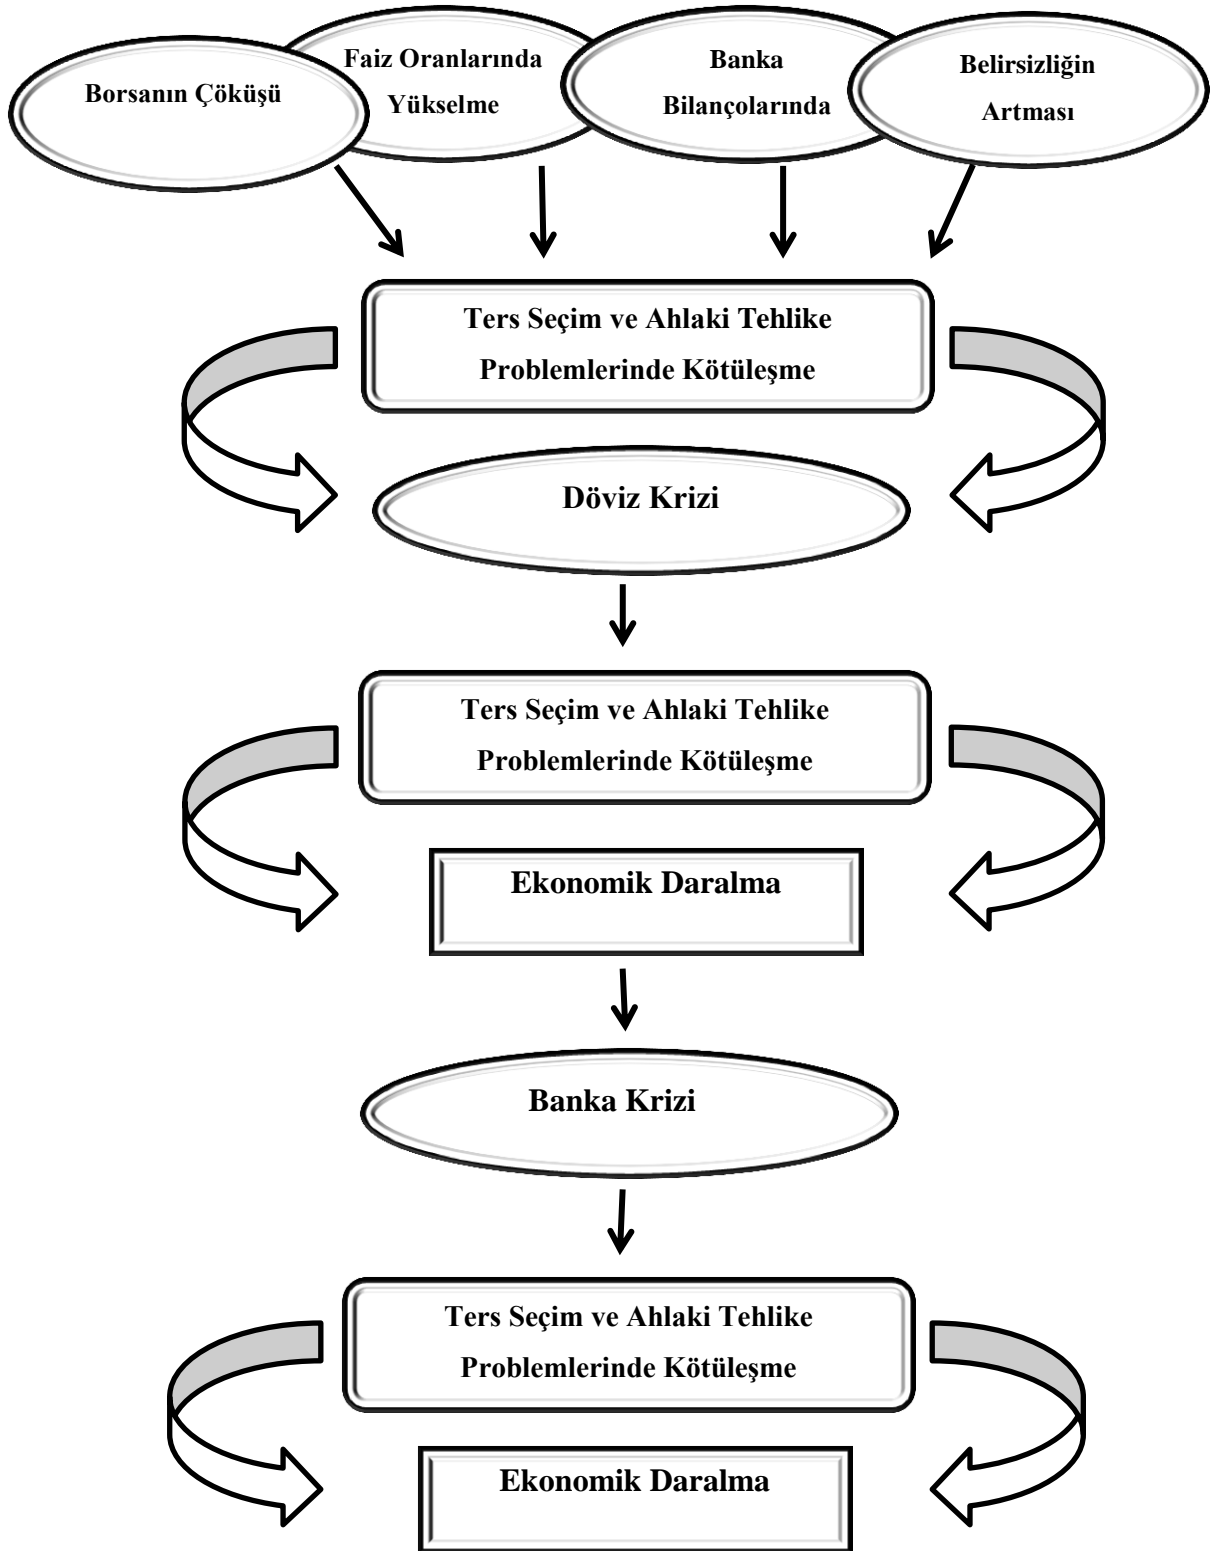 Borsanın Çöküşü
Faiz Oranlarında
Yükselme
Banka
Bilançolarında
Belirsizliğin
Artması
Ters Seçim ve Ahlaki Tehlike
Problemlerinde Kötüleşme
Döviz Krizi
Ters Seçim ve Ahlaki Tehlike
Problemlerinde Kötüleşme
Ekonomik Daralma
Banka Krizi
Ters Seçim ve Ahlaki Tehlike
Problemlerinde Kötüleşme
Ekonomik Daralma